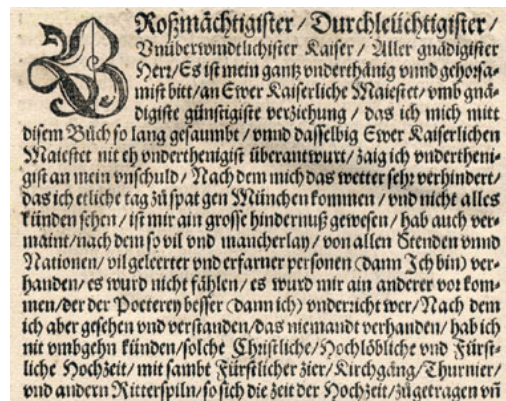 GRoßmächtigister / Durchleüchtigister /
Vnüberwindtlichister Kaiser / Aller gnädigister
Herr/Es ist mein gantz vnderthänig vnnd gehorsa-
mist bitt/an Ewer Kaiserliche Maiestet/vmb gnä-
digiste günstigiste verziehung / das ich mich mitt
disem Bůch so lang gesaumbt / vnnd dasselbig Ewer Kaiserlichen
Maiestet nit eh vnderthenigist überantwurt/zaig ich vndertheni-
gist an mein vnschuld/Nach dem mich das wetter sehr verhindert/
das ich etliche tag zů spat gen München kommen/vnd nicht alles
künden sehen / ist mir ain grosse hindernuß gewesen / hab auch ver-
maint/nach dem so vil vnd mancherlay/von allen Stenden vnnd
Nationen/vil geleerter vnd erfarner personen (dann Ich bin) ver-
handen/es wurd nicht fählen/es wurd mir ain anderer vor kom-
men/der der Poeterey besser (dann ich) vnderricht wer/Nach dem
ich aber gesehen vnd verstanden/das niemandt verhanden/hab ich
nit vmbgehn künden/solche Christliche/Hochlöbliche vnd Fürst-
liche Hochzeit/mit sambt Fürstlicher zier/Kirchgäng/Thurnier/
vnd andern Ritterspiln/so sich die zeit der Hochzeit/zůgetragen vñ